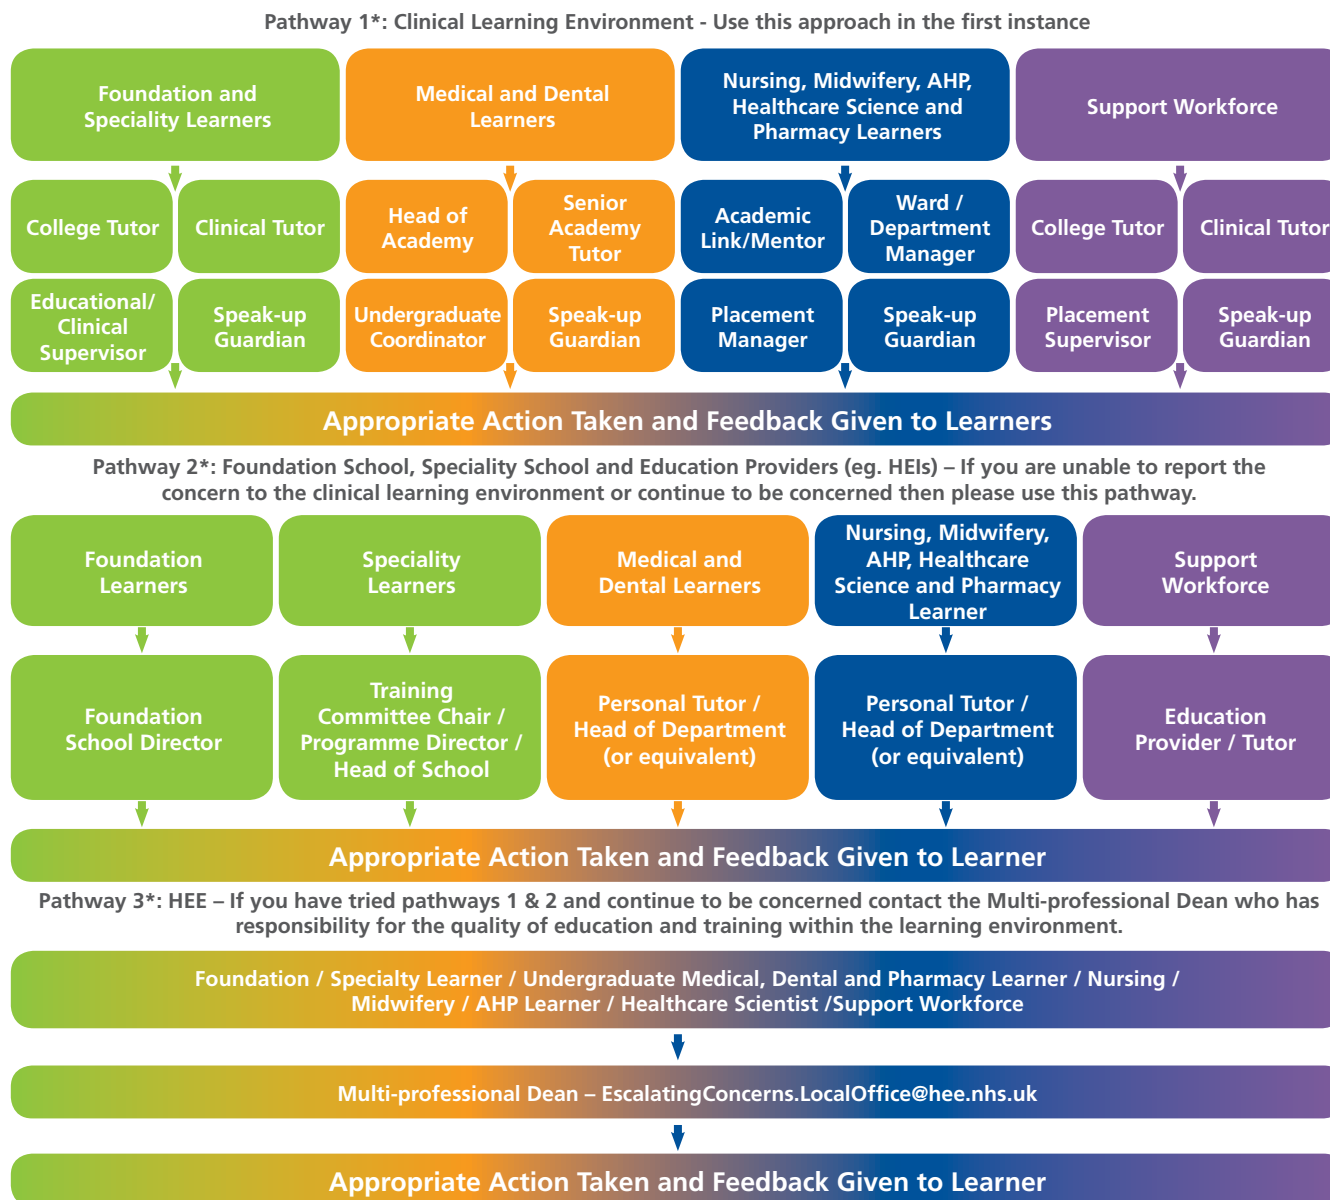 Pathway 1*: Clinical Learning Environment - Use this approach in the first instance
Foundation and
Speciality Learners
Medical and Dental
Learners
Nursing, Midwifery, AHP,
Healthcare Science and
Pharmacy Learners
Support Workforce
College Tutor
Clinical Tutor
Head of
Academy
Senior
Academy
Tutor
Academic
Link/Mentor
Ward /
Department
Manager
College Tutor
Clinical Tutor
Educational/
Clinical
Supervisor
Speak-up
Guardian
Undergraduate
Coordinator
Speak-up
Guardian
Placement
Manager
Speak-up
Guardian
Placement
Supervisor
Speak-up
Guardian
Appropriate Action Taken and Feedback Given to Learners
Pathway 2*: Foundation School, Speciality School and Education Providers (eg. HEIs) – If you are unable to report the
concern to the clinical learning environment or continue to be concerned then please use this pathway.
Foundation
Learners
Speciality
Learners
Medical and
Dental Learners
Nursing, Midwifery,
AHP, Healthcare
Science and Pharmacy
Learner
Support
Workforce
Foundation
School Director
Training
Committee Chair /
Programme Director /
Head of School
Personal Tutor /
Head of Department
(or equivalent)
Personal Tutor /
Head of Department
(or equivalent)
Education
Provider / Tutor
Appropriate Action Taken and Feedback Given to Learner
Pathway 3*: HEE – If you have tried pathways 1 & 2 and continue to be concerned contact the Multi-professional Dean who has
responsibility for the quality of education and training within the learning environment.
Foundation / Specialty Learner / Undergraduate Medical, Dental and Pharmacy Learner / Nursing /
Midwifery / AHP Learner / Healthcare Scientist /Support Workforce
Multi-professional Dean – EscalatingConcerns.LocalOffice@hee.nhs.uk
Appropriate Action Taken and Feedback Given to Learner